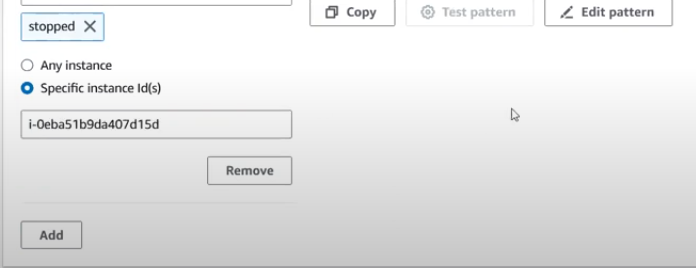 stopped
Copy
Test pattern
Edit pattern
Any instance
Specific instance Id(s)
i-0eba51b9da407d15d
Remove
Add